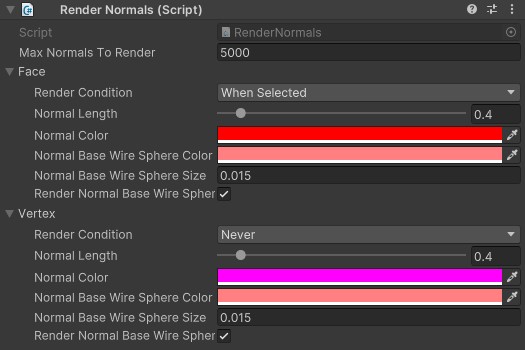 Render Normals (Script)
Script RenderNormals
Max Normals To Render 5000
Face
Render Condition When Selected
Normal Length 0.4
Normal Color
Normal Base Wire Sphere Color
Normal Base Wire Sphere Size 0.015
Render Normal Base Wire Spher
Vertex
Render Condition Never
Normal Length 0.4
Normal Color
Normal Base Wire Sphere Color
Normal Base Wire Sphere Size 0.015
Render Normal Base Wire Spher